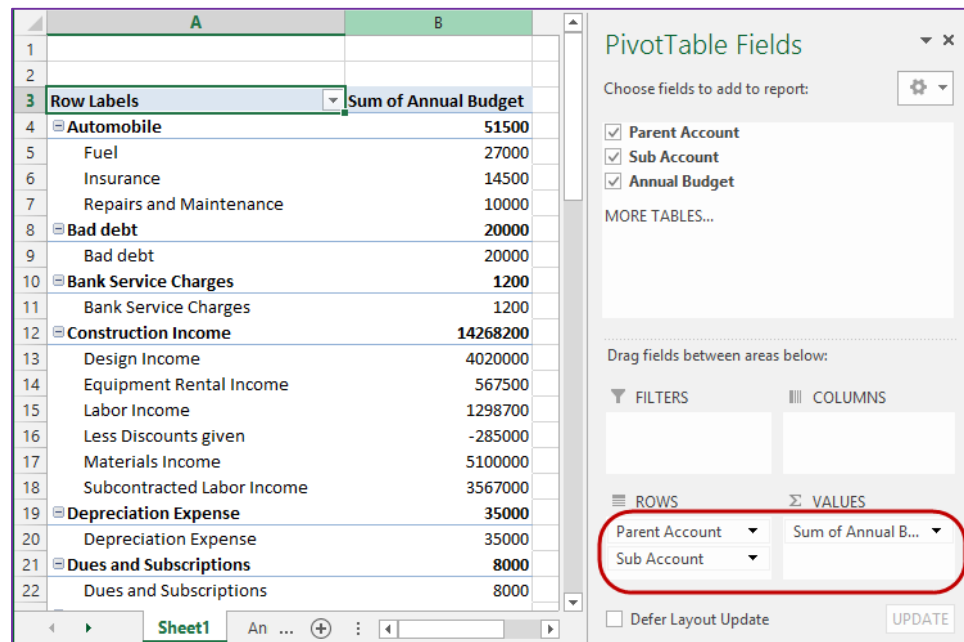 A B
1
2
3 Row Labels Sum of Annual Budget
4 Automobile 51500
5 Fuel 27000
6 Insurance 14500
7 Repairs and Maintenance 10000
8 Bad debt 20000
9 Bad debt 20000
10 Bank Service Charges 1200
11 Bank Service Charges 1200
12 Construction Income 14268200
13 Design Income 4020000
14 Equipment Rental Income 567500
15 Labor Income 1298700
16 Less Discounts given -285000
17 Materials Income 5100000
18 Subcontracted Labor Income 3567000
19 Depreciation Expense 35000
20 Depreciation Expense 35000
21 Dues and Subscriptions 8000
22 Dues and Subscriptions 8000
Sheet1 An ...
PivotTable Fields
Choose fields to add to report:
Parent Account
Sub Account
Annual Budget
MORE TABLES...
Drag fields between areas below:
FILTERS COLUMNS
ROWS Σ VALUES
Parent Account Sum of Annual B...
Sub Account
Defer Layout Update UPDATE